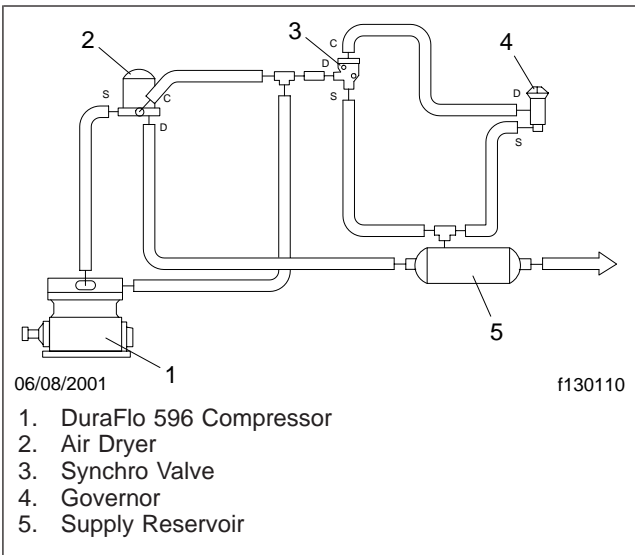 2
3
4
C
D
S
S
C
D
D
S
1
5
06/08/2001
f130110
1. DuraFlo 596 Compressor
2. Air Dryer
3. Synchro Valve
4. Governor
5. Supply Reservoir